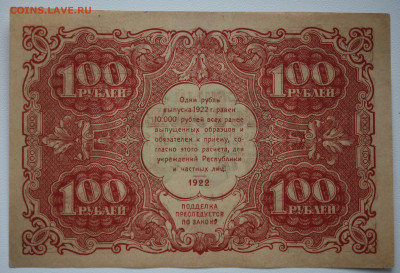 COINS.LAVE.RU
100 100
РУБЛЕЙ РУБЛЕЙ
Один рубль
выпуска 1922 г. равен
10.000 рублей всех ранее
выпущенных образцов и
обязателен к приему, со-
гласно этого расчета, для
учреждений Республики
и частных лиц.
1922
100 100
РУБЛЕЙ РУБЛЕЙ
ПОДДЕЛКА
ПРЕСЛЕДУЕТСЯ
ПО ЗАКОНУ